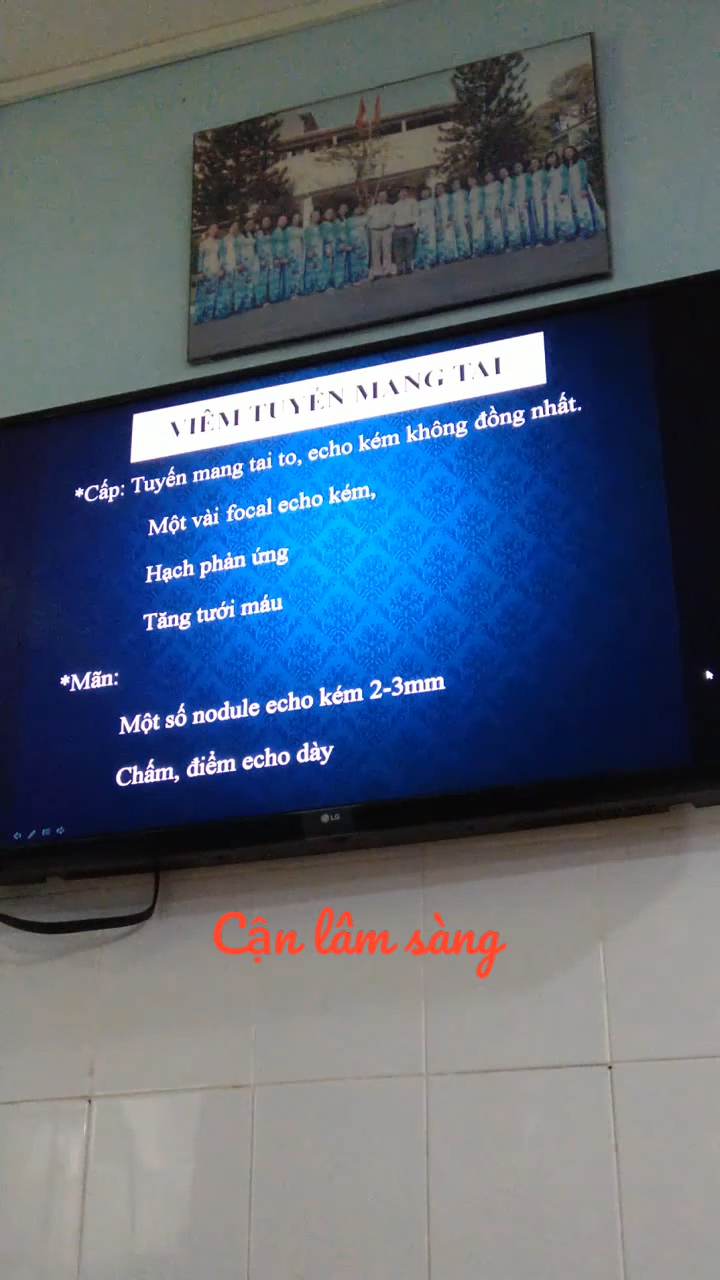 VIÊM TUYẾN MANG TAI
*Cấp: Tuyến mang tai to, echo kém không đồng nhất.
Một vài focal echo kém,
Hạch phản ứng
Tăng tưới máu
*Mãn:
Một số nodule echo kém 2-3mm
Chấm, điểm echo dày
LG
Cận lâm sàng